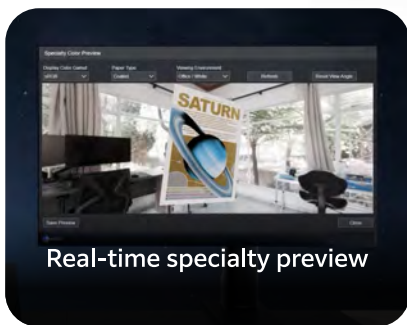 Specialty Color Preview
Display Color Gamut Paper Type Viewing Environment
sRGB Coated Office / White Refresh Reset View Angle
SATURN
Save Preview Close
Real-time specialty preview